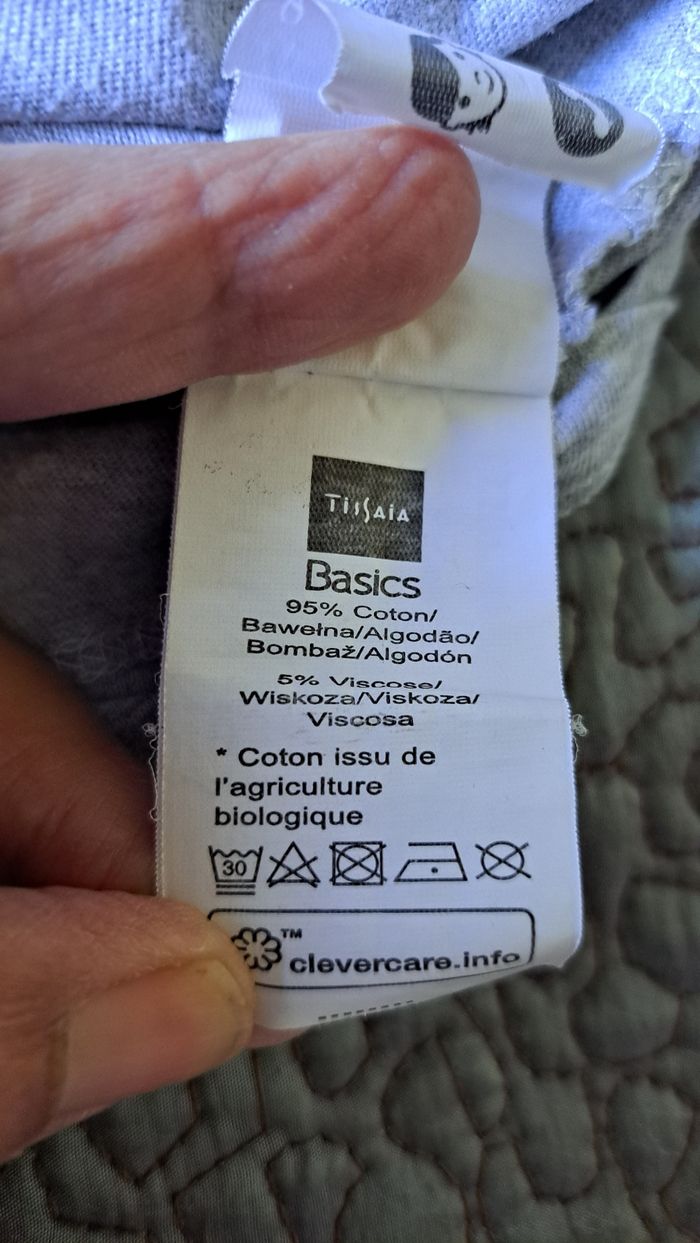 TISSAIA
Basics
95% Coton/
Bawełna/Algodão/
Bombaž/Algodón
5% Viscose/
Wiskoza/Viskoza/
Viscosa
* Coton issu de
l'agriculture
biologique
30
™
clevercare.info